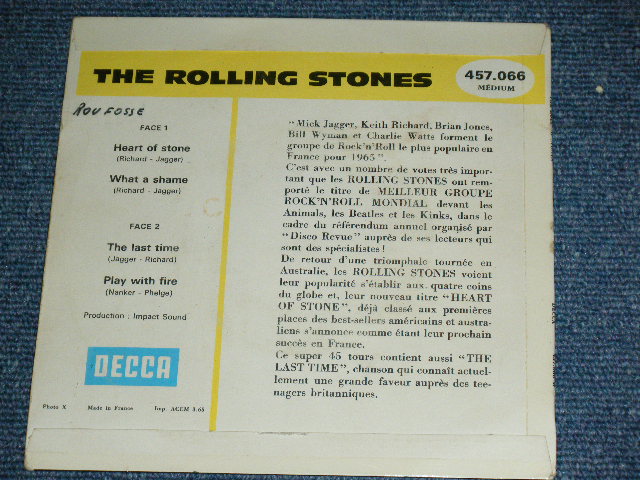 THE ROLLING STONES
457.066
MÉDIUM
ROUFOSSE
FACE 1
Heart of stone
(Richard - Jagger)
What a shame
(Richard - Jagger)
FACE 2
The last time
(Jagger - Richard)
Play with fire
(Nanker - Phelge)
Production : Impact Sound
DECCA
Photo X Made in France Imp. ACEM 3-65
" Mick Jagger, Keith Richard, Brian Jones,
Bill Wyman et Charlie Watts forment le
groupe de Rock'n'Roll le plus populaire en
France pour 1965 ".
C'est avec un nombre de votes très impor-
tant que les ROLLING STONES ont rem-
porté le titre de MEILLEUR GROUPE
ROCK'N'ROLL MONDIAL devant les
Animals, les Beatles et les Kinks, dans le
cadre du référendum annuel organisé par
" Disco Revue " auprès de ses lecteurs qui
sont des spécialistes !
De retour d'une triomphale tournée en
Australie, les ROLLING STONES voient
leur popularité s'établir aux quatre coins
du globe et, leur nouveau titre "HEART
OF STONE", déjà classé aux premières
places des best-sellers américains et austra-
liens s'annonce comme étant leur prochain
succès en France.
Ce super 45 tours contient aussi "THE
LAST TIME", chanson qui connaît actuel-
lement une grande faveur auprès des tee-
nagers britanniques.